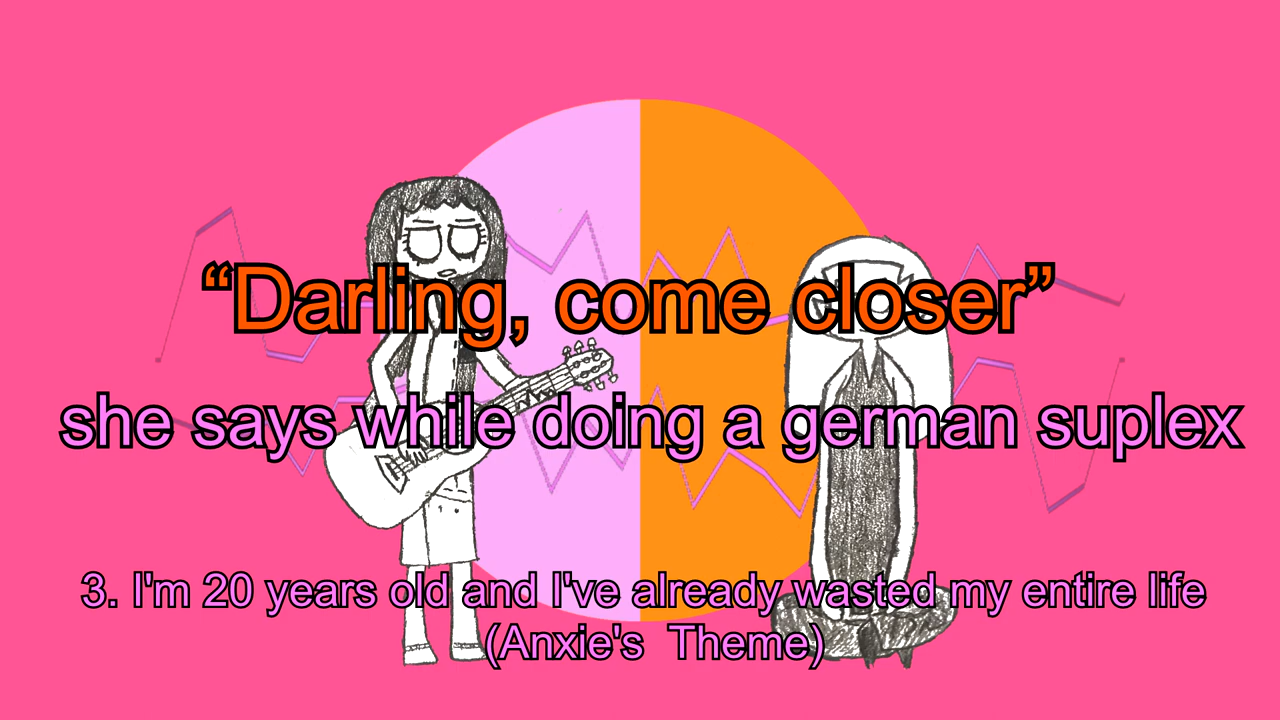 “Darling, come closer”
she says while doing a german suplex
3. I'm 20 years old and I've already wasted my entire life
(Anxie's Theme)